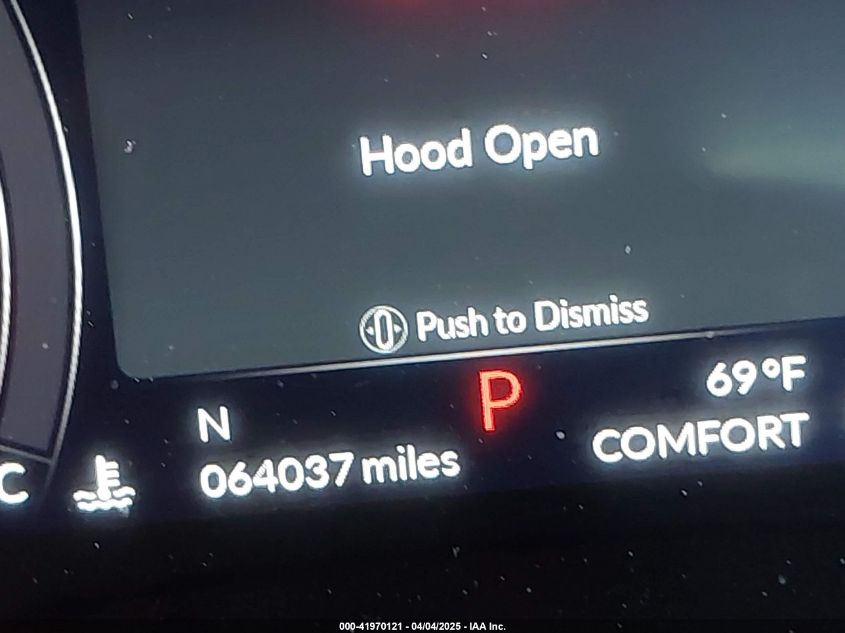 Hood Open
Push to Dismiss
N
P
69°F
064037 miles
COMFORT
C
000-41970121 - 04/04/2025 - IAA Inc.